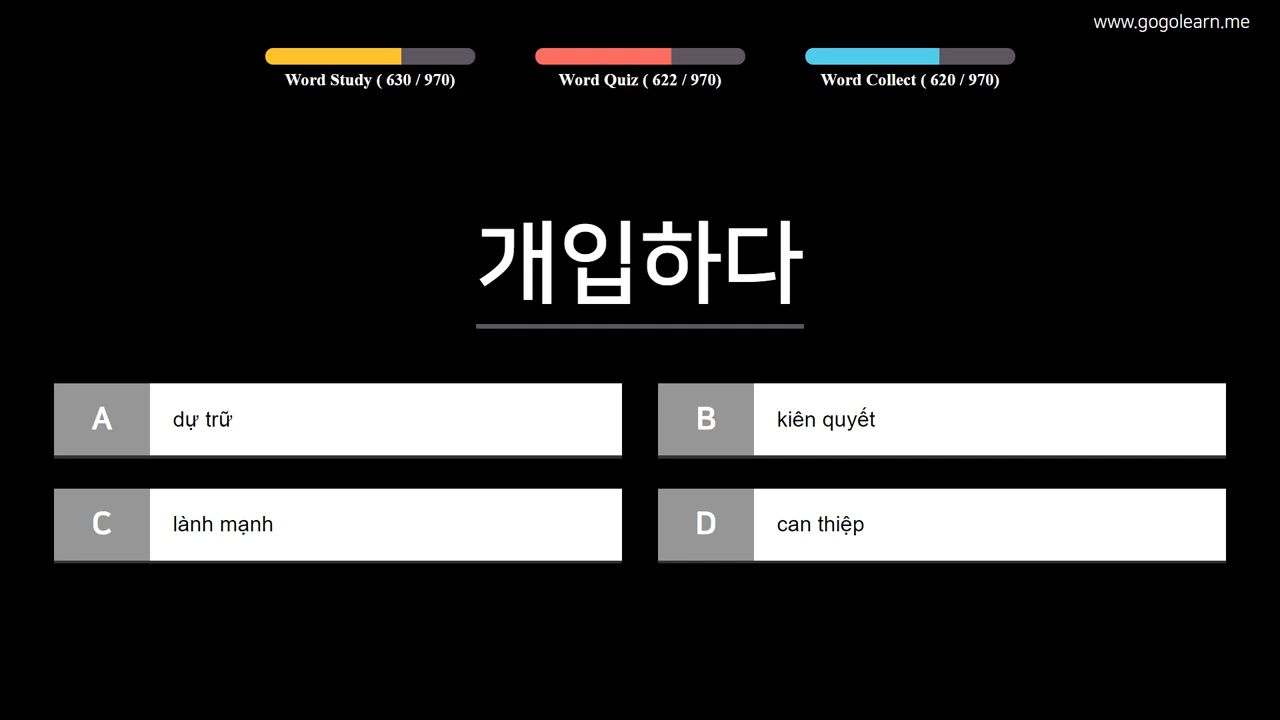 www.gogolearn.me
Word Study ( 630 / 970)
Word Quiz ( 622 / 970)
Word Collect ( 620 / 970)
개입하다
A dự trữ
B kiên quyết
C lành mạnh
D can thiệp